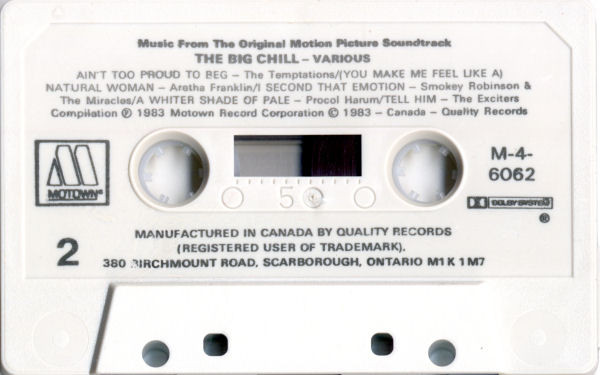 Music From The Original Motion Picture Soundtrack
THE BIG CHILL – VARIOUS
AIN'T TOO PROUD TO BEG – The Temptations/(YOU MAKE ME FEEL LIKE A)
NATURAL WOMAN – Aretha Franklin/I SECOND THAT EMOTION – Smokey Robinson &
The Miracles/A WHITER SHADE OF PALE – Procol Harum/TELL HIM – The Exciters
Compilation ℗ 1983 Motown Record Corporation © 1983 – Canada – Quality Records
MOTOWN®
M-4-
6062
50
DOLBY SYSTEM
®
2
MANUFACTURED IN CANADA BY QUALITY RECORDS
(REGISTERED USER OF TRADEMARK).
380 BIRCHMOUNT ROAD, SCARBOROUGH, ONTARIO M1K 1M7